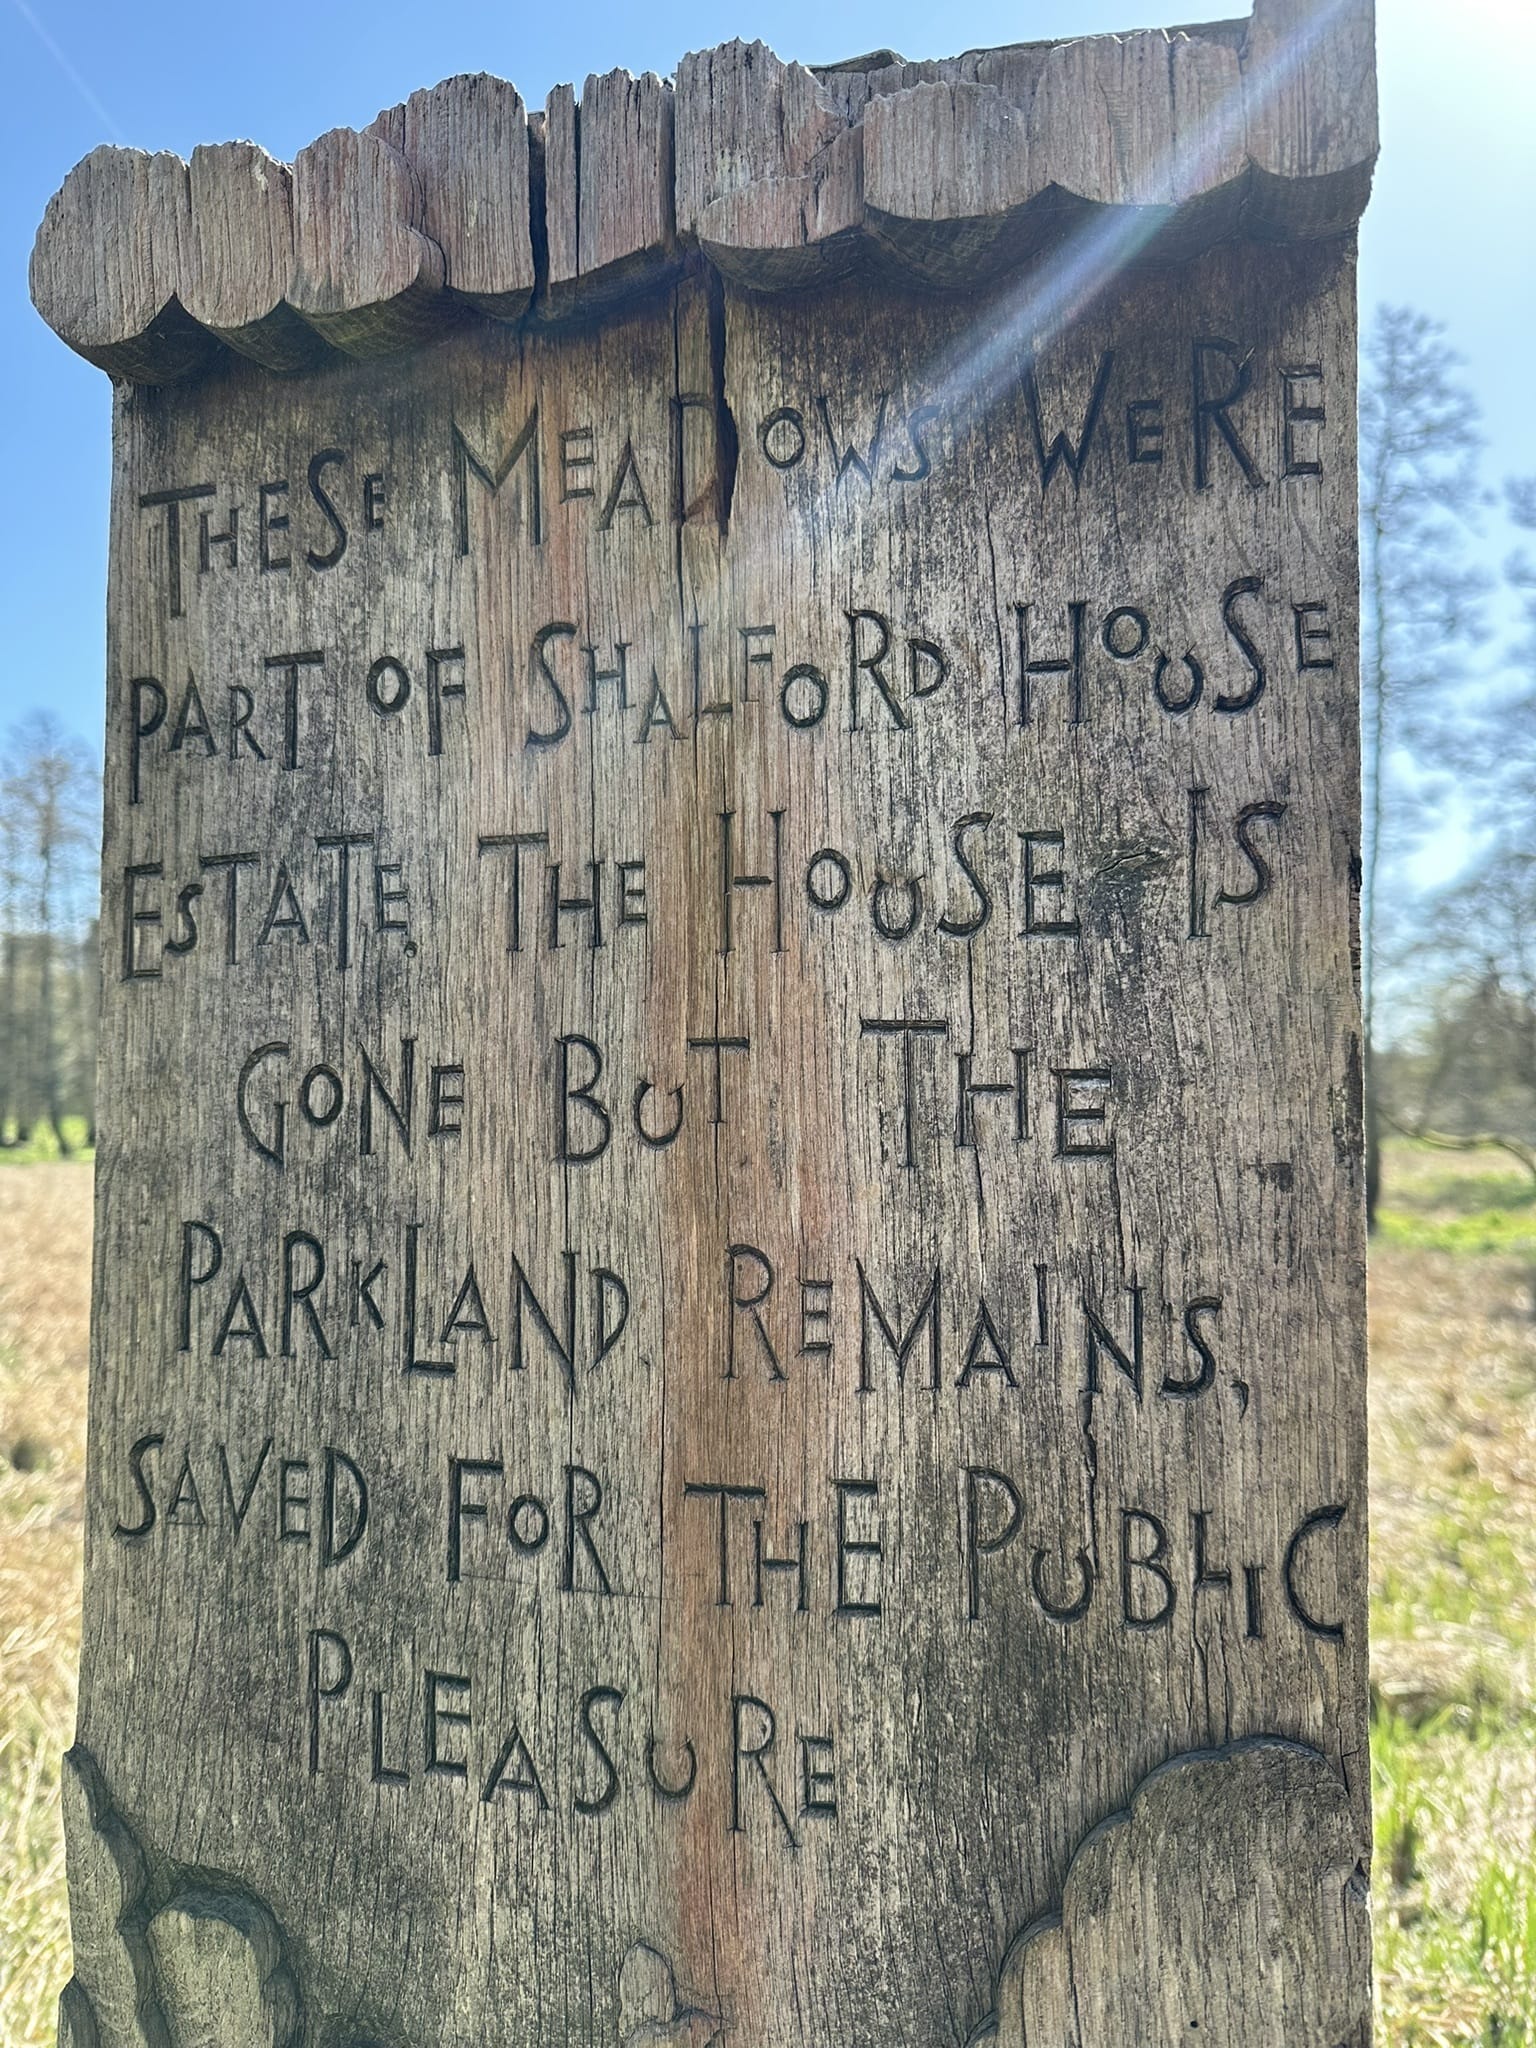 THESE MEADOWS WERE
PART OF SHALFORD HOUSE
ESTATE. THE HOUSE IS
GONE BUT THE
PARKLAND REMAINS,
SAVED FOR THE PUBLIC
PLEASURE